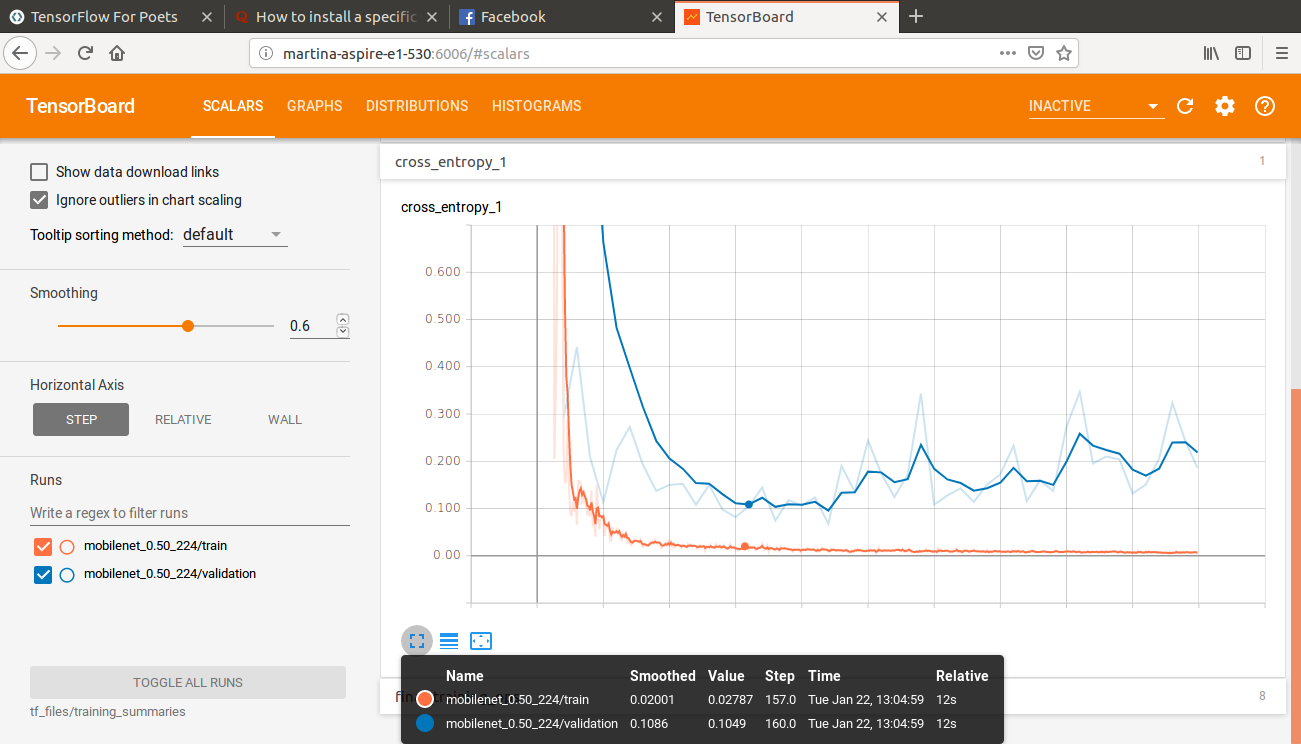 TensorFlow For Poets
How to install a specific
Facebook
TensorBoard
martina-aspire-e1-530:6006/#scalars
TensorBoard SCALARS GRAPHS DISTRIBUTIONS HISTOGRAMS INACTIVE
Show data download links
Ignore outliers in chart scaling
Tooltip sorting method: default
Smoothing
0.6
Horizontal Axis
STEP RELATIVE WALL
Runs
Write a regex to filter runs
mobilenet_0.50_224/train
mobilenet_0.50_224/validation
TOGGLE ALL RUNS
tf_files/training_summaries
cross_entropy_1 1
cross_entropy_1
0.600
0.500
0.400
0.300
0.200
0.100
0.00
8
Name Smoothed Value Step Time Relative
mobilenet_0.50_224/train 0.02001 0.02787 157.0 Tue Jan 22, 13:04:59 12s
mobilenet_0.50_224/validation 0.1086 0.1049 160.0 Tue Jan 22, 13:04:59 12s